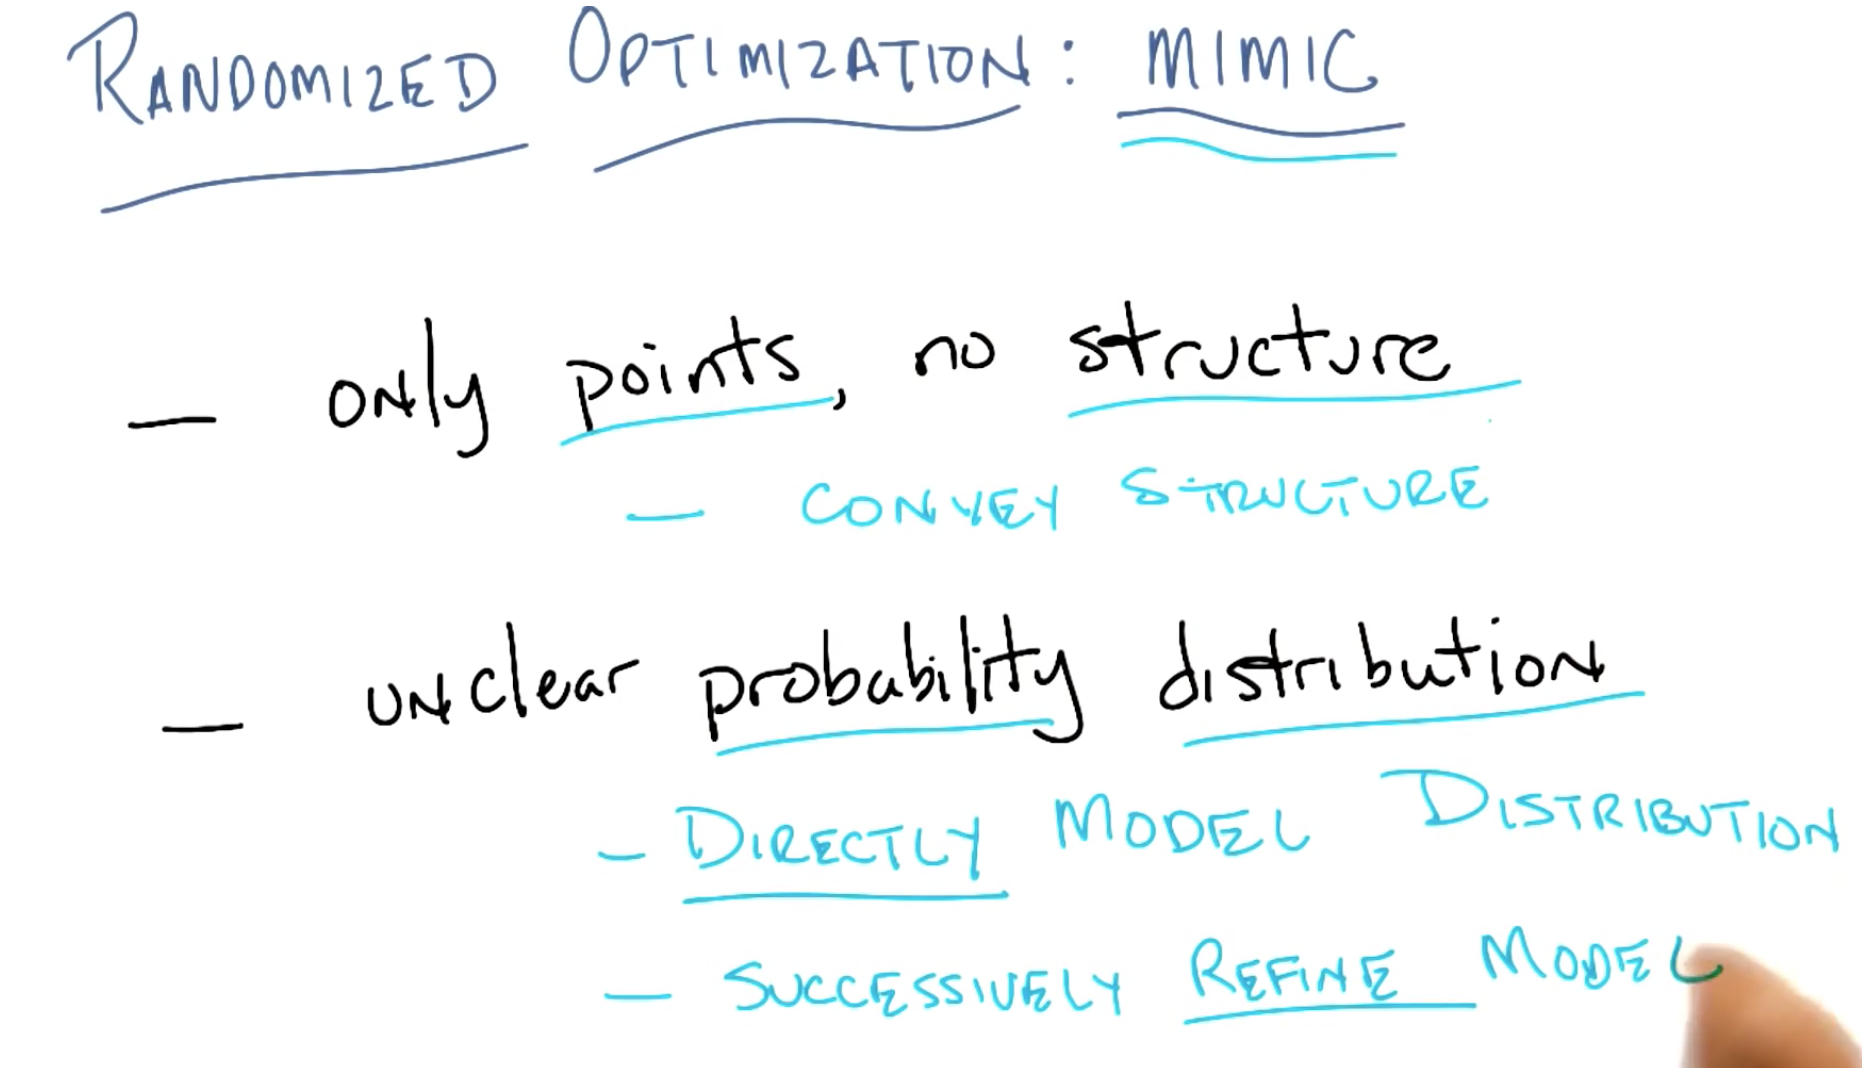 RANDOMIZED OPTIMIZATION: MIMIC
— only points, no structure
— CONVEY STRUCTURE
— unclear probability distribution
— DIRECTLY MODEL DISTRIBUTION
— SUCCESSIVELY REFINE MODEL